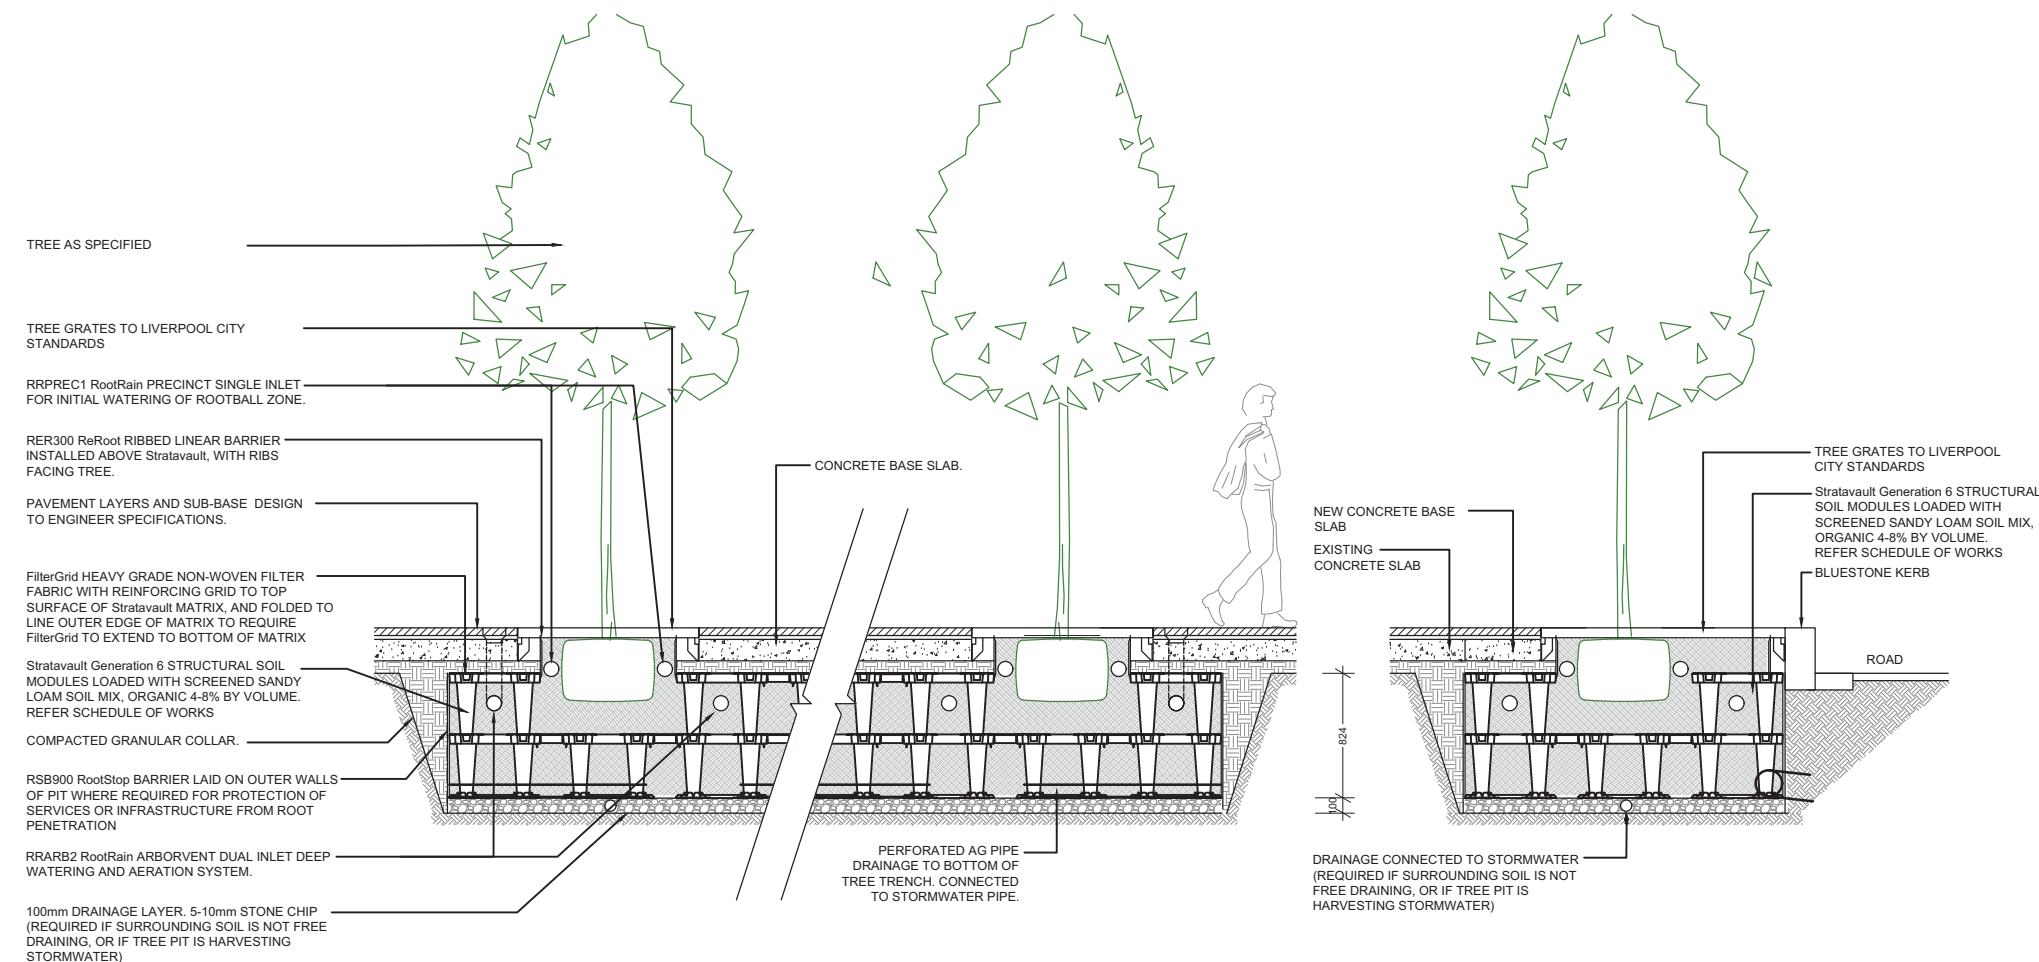 TREE AS SPECIFIED
TREE GRATES TO LIVERPOOL CITY
STANDARDS
RRPREC1 RootRain PRECINCT SINGLE INLET
FOR INITIAL WATERING OF ROOTBALL ZONE.
RER300 ReRoot RIBBED LINEAR BARRIER
INSTALLED ABOVE Stratavault, WITH RIBS
FACING TREE.
PAVEMENT LAYERS AND SUB-BASE DESIGN
TO ENGINEER SPECIFICATIONS.
FilterGrid HEAVY GRADE NON-WOVEN FILTER
FABRIC WITH REINFORCING GRID TO TOP
SURFACE OF Stratavault MATRIX, AND FOLDED TO
LINE OUTER EDGE OF MATRIX TO REQUIRE
FilterGrid TO EXTEND TO BOTTOM OF MATRIX
Stratavault Generation 6 STRUCTURAL SOIL
MODULES LOADED WITH SCREENED SANDY
LOAM SOIL MIX, ORGANIC 4-8% BY VOLUME.
REFER SCHEDULE OF WORKS
COMPACTED GRANULAR COLLAR.
RSB900 RootStop BARRIER LAID ON OUTER WALLS
OF PIT WHERE REQUIRED FOR PROTECTION OF
SERVICES OR INFRASTRUCTURE FROM ROOT
PENETRATION
RRARB2 RootRain ARBORVENT DUAL INLET DEEP
WATERING AND AERATION SYSTEM.
100mm DRAINAGE LAYER. 5-10mm STONE CHIP
(REQUIRED IF SURROUNDING SOIL IS NOT FREE
DRAINING, OR IF TREE PIT IS HARVESTING
STORMWATER)
CONCRETE BASE SLAB.
PERFORATED AG PIPE
DRAINAGE TO BOTTOM OF
TREE TRENCH. CONNECTED
TO STORMWATER PIPE.
NEW CONCRETE BASE
SLAB
EXISTING
CONCRETE SLAB
824
100
DRAINAGE CONNECTED TO STORMWATER
(REQUIRED IF SURROUNDING SOIL IS NOT
FREE DRAINING, OR IF TREE PIT IS
HARVESTING STORMWATER)
TREE GRATES TO LIVERPOOL
CITY STANDARDS
Stratavault Generation 6 STRUCTURAL
SOIL MODULES LOADED WITH
SCREENED SANDY LOAM SOIL MIX,
ORGANIC 4-8% BY VOLUME.
REFER SCHEDULE OF WORKS
BLUESTONE KERB
ROAD